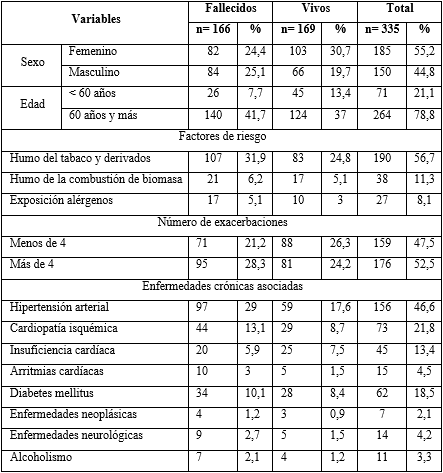 Variables Fallecidos Vivos Total
n= 166 % n= 169 % n= 335 %
Sexo
Femenino 82 24,4 103 30,7 185 55,2
Masculino 84 25,1 66 19,7 150 44,8
Edad
< 60 años 26 7,7 45 13,4 71 21,1
60 años y más 140 41,7 124 37 264 78,8
Factores de riesgo
Humo del tabaco y derivados 107 31,9 83 24,8 190 56,7
Humo de la combustión de biomasa 21 6,2 17 5,1 38 11,3
Exposición alérgenos 17 5,1 10 3 27 8,1
Número de exacerbaciones
Menos de 4 71 21,2 88 26,3 159 47,5
Más de 4 95 28,3 81 24,2 176 52,5
Enfermedades crónicas asociadas
Hipertensión arterial 97 29 59 17,6 156 46,6
Cardiopatía isquémica 44 13,1 29 8,7 73 21,8
Insuficiencia cardíaca 20 5,9 25 7,5 45 13,4
Arritmias cardíacas 10 3 5 1,5 15 4,5
Diabetes mellitus 34 10,1 28 8,4 62 18,5
Enfermedades neoplásicas 4 1,2 3 0,9 7 2,1
Enfermedades neurológicas 9 2,7 5 1,5 14 4,2
Alcoholismo 7 2,1 4 1,2 11 3,3